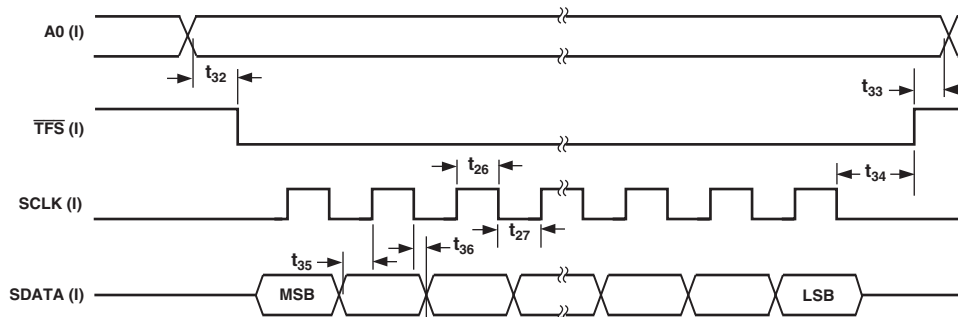 A0 (I)
t32
t33
TFS (I)
t26
t34
SCLK (I)
t27
t36
t35
SDATA (I)
MSB
LSB